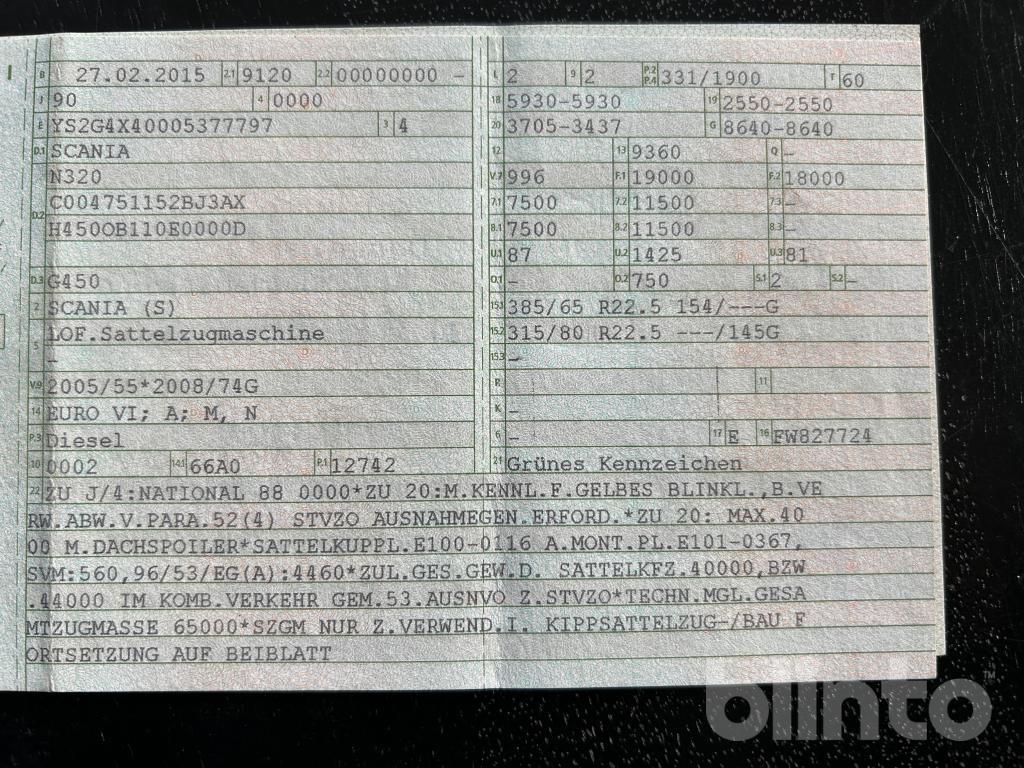 B 27.02.2015 2.1 9120 2.2 00000000 - L 2 9 2 P.2 P.4 331/1900 T 60
J 90 4 0000 18 5930-5930 19 2550-2550
E YS2G4X40005377797 3 4 20 3705-3437 G 8640-8640
D.1 SCANIA 12 13 9360 Q -
N320 V.7 996 F.1 19000 F.2 18000
D.2 C004751152BJ3AX 7.1 7500 7.2 11500 7.3 -
H450OB110E0000D 8.1 7500 8.2 11500 8.3 -
U.1 87 U.2 1425 U.3 81
D.3 G450 O.1 - O.2 750 S.1 2 S.2 -
2 SCANIA (S) 15.1 385/65 R22.5 154/---G
5 LOF.Sattelzugmaschine 15.2 315/80 R22.5 ---/145G
- 15.3 -
V.9 2005/55*2008/74G R 11
14 EURO VI; A; M, N K -
P.3 Diesel 6 - 17 E 16 FW827724
10 0002 14.1 66A0 P.1 12742 21 Grünes Kennzeichen
22 ZU J/4:NATIONAL 88 0000*ZU 20:M.KENNL.F.GELBES BLINKL.,B.VE
RW.ABW.V.PARA.52(4) STVZO AUSNAHMEGEN.ERFORD.*ZU 20: MAX.40
00 M.DACHSPOILER*SATTELKUPPL.E100-0116 A.MONT.PL.E101-0367,
SVM:560,96/53/EG(A):4460*ZUL.GES.GEW.D. SATTELKFZ.40000,BZW
.44000 IM KOMB.VERKEHR GEM.53.AUSNVO Z.STVZO*TECHN.MGL.GESA
MTZUGMASSE 65000*SZGM NUR Z.VERWEND.I. KIPPSATTELZUG-/BAU F
ORTSETZUNG AUF BEIBLATT
blinto TM